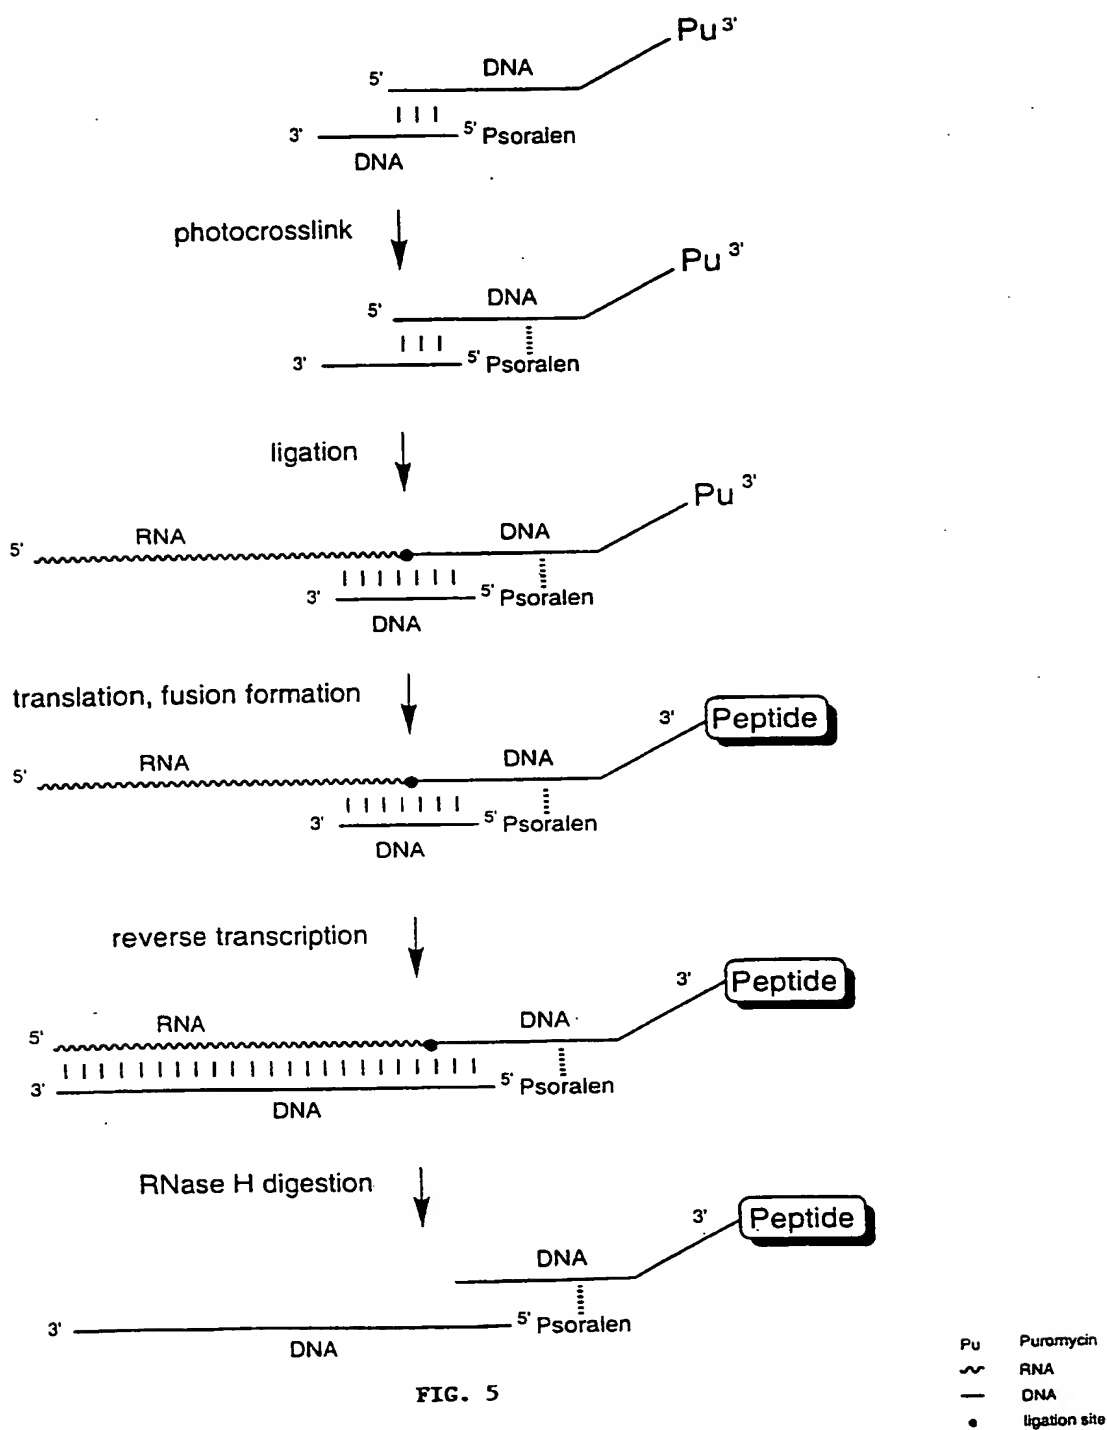 Pu 3'
5' DNA
3' 5' Psoralen
DNA
photocrosslink
Pu 3'
5' DNA
3' 5' Psoralen
ligation
Pu 3'
5' RNA DNA
3' 5' Psoralen
DNA
translation, fusion formation
3' Peptide
5' RNA DNA
3' 5' Psoralen
DNA
reverse transcription
3' Peptide
5' RNA DNA
3' 5' Psoralen
DNA
RNase H digestion
3' Peptide
DNA
3' 5' Psoralen
DNA
FIG. 5
Pu Puromycin
RNA
DNA
ligation site